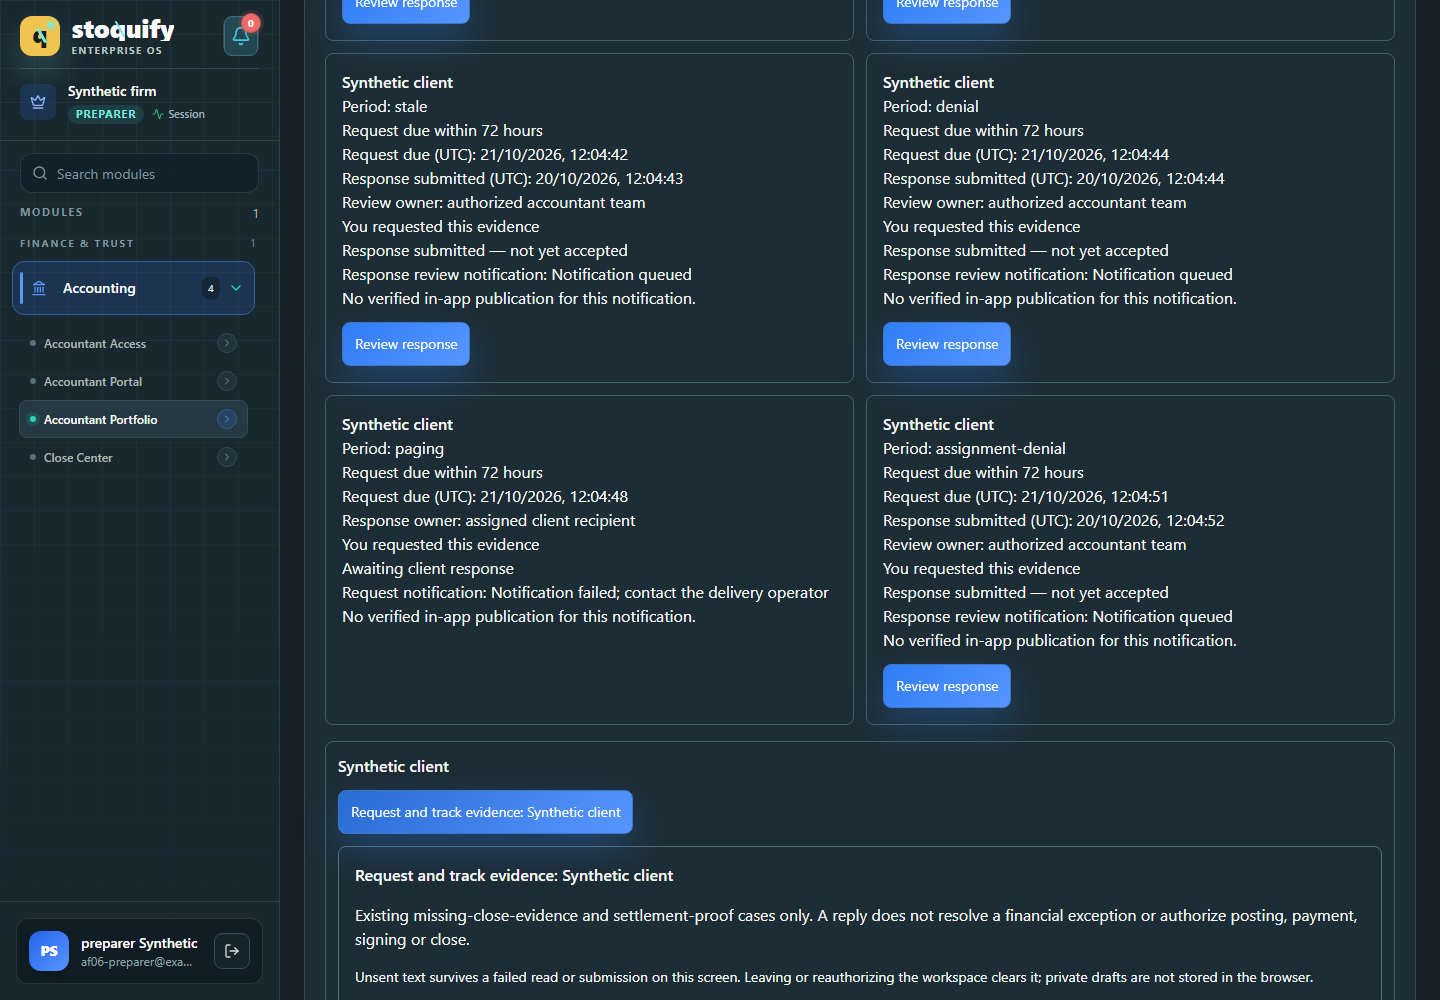 stoquify
ENTERPRISE OS
0
Synthetic firm
PREPARER
Session
Search modules
MODULES
1
FINANCE & TRUST
1
Accounting
4
Accountant Access
Accountant Portal
Accountant Portfolio
Close Center
PS
preparer Synthetic
af06-preparer@exa...
Review response
Review response
Synthetic client
Period: stale
Request due within 72 hours
Request due (UTC): 21/10/2026, 12:04:42
Response submitted (UTC): 20/10/2026, 12:04:43
Review owner: authorized accountant team
You requested this evidence
Response submitted — not yet accepted
Response review notification: Notification queued
No verified in-app publication for this notification.
Review response
Synthetic client
Period: denial
Request due within 72 hours
Request due (UTC): 21/10/2026, 12:04:44
Response submitted (UTC): 20/10/2026, 12:04:44
Review owner: authorized accountant team
You requested this evidence
Response submitted — not yet accepted
Response review notification: Notification queued
No verified in-app publication for this notification.
Review response
Synthetic client
Period: paging
Request due within 72 hours
Request due (UTC): 21/10/2026, 12:04:48
Response owner: assigned client recipient
You requested this evidence
Awaiting client response
Request notification: Notification failed; contact the delivery operator
No verified in-app publication for this notification.
Synthetic client
Period: assignment-denial
Request due within 72 hours
Request due (UTC): 21/10/2026, 12:04:51
Response submitted (UTC): 20/10/2026, 12:04:52
Review owner: authorized accountant team
You requested this evidence
Response submitted — not yet accepted
Response review notification: Notification queued
No verified in-app publication for this notification.
Review response
Synthetic client
Request and track evidence: Synthetic client
Request and track evidence: Synthetic client
Existing missing-close-evidence and settlement-proof cases only. A reply does not resolve a financial exception or authorize posting, payment,
signing or close.
Unsent text survives a failed read or submission on this screen. Leaving or reauthorizing the workspace clears it; private drafts are not stored in the browser.